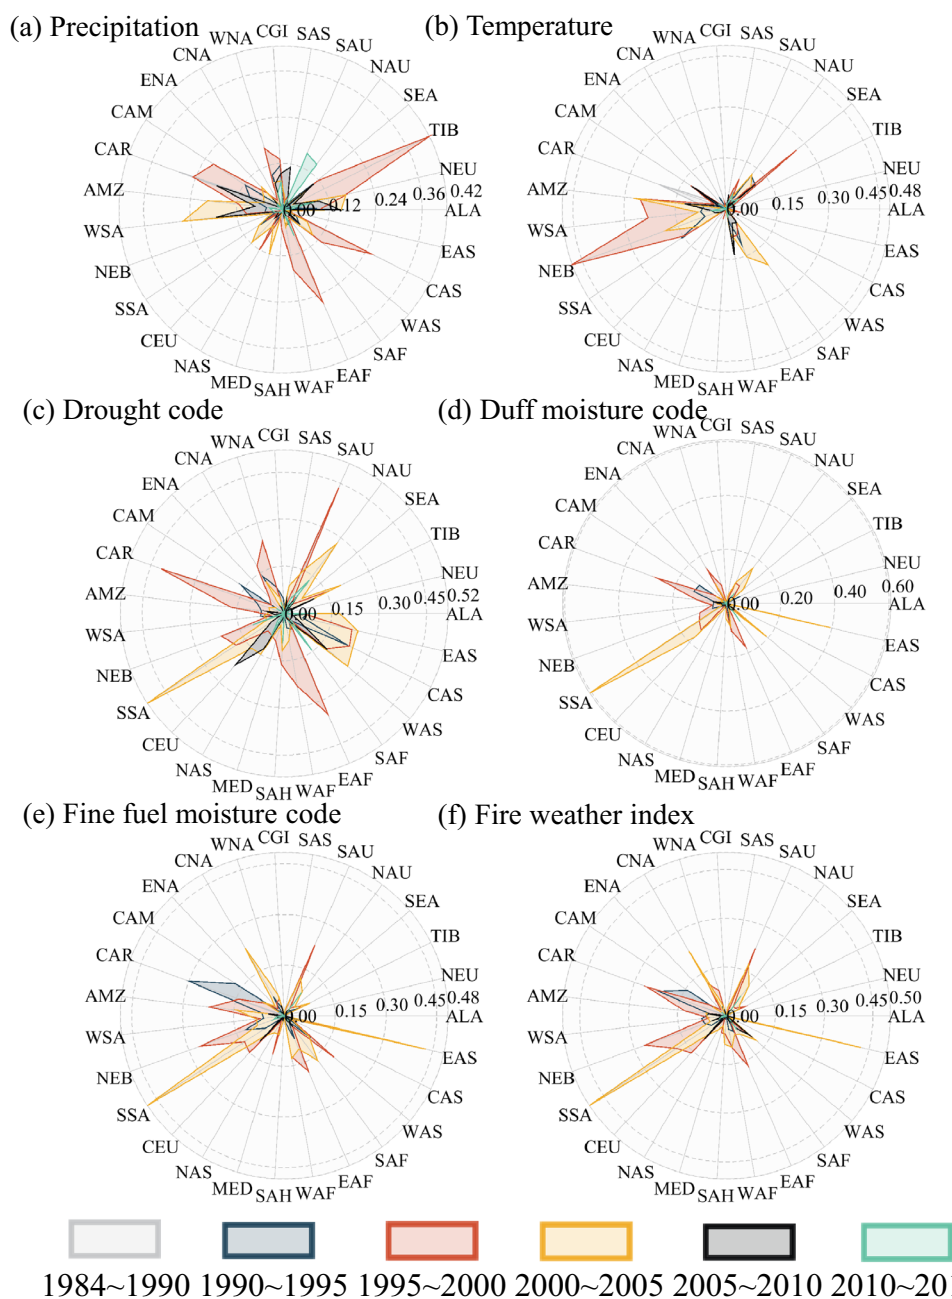 (a) Precipitation
CGI SAS SAU NAU SEA TIB NEU ALA EAS CAS WAS SAF EAF WAF SAH MED NAS CEU SSA NEB WSA AMZ CAR CAM ENA CNA WNA
0.00 0.12 0.24 0.36 0.42
(b) Temperature
CGI SAS SAU NAU SEA TIB NEU ALA EAS CAS WAS SAF EAF WAF SAH MED NAS CEU SSA NEB WSA AMZ CAR CAM ENA CNA WNA
0.00 0.15 0.30 0.45 0.48
(c) Drought code
CGI SAS SAU NAU SEA TIB NEU ALA EAS CAS WAS SAF EAF WAF SAH MED NAS CEU SSA NEB WSA AMZ CAR CAM ENA CNA WNA
0.00 0.15 0.30 0.45 0.52
(d) Duff moisture code
CGI SAS SAU NAU SEA TIB NEU ALA EAS CAS WAS SAF EAF WAF SAH MED NAS CEU SSA NEB WSA AMZ CAR CAM ENA CNA WNA
0.00 0.20 0.40 0.60
(e) Fine fuel moisture code
CGI SAS SAU NAU SEA TIB NEU ALA EAS CAS WAS SAF EAF WAF SAH MED NAS CEU SSA NEB WSA AMZ CAR CAM ENA CNA WNA
0.00 0.15 0.30 0.45 0.48
(f) Fire weather index
CGI SAS SAU NAU SEA TIB NEU ALA EAS CAS WAS SAF EAF WAF SAH MED NAS CEU SSA NEB WSA AMZ CAR CAM ENA CNA WNA
0.00 0.15 0.30 0.45 0.50
1984~1990 1990~1995 1995~2000 2000~2005 2005~2010 2010~20